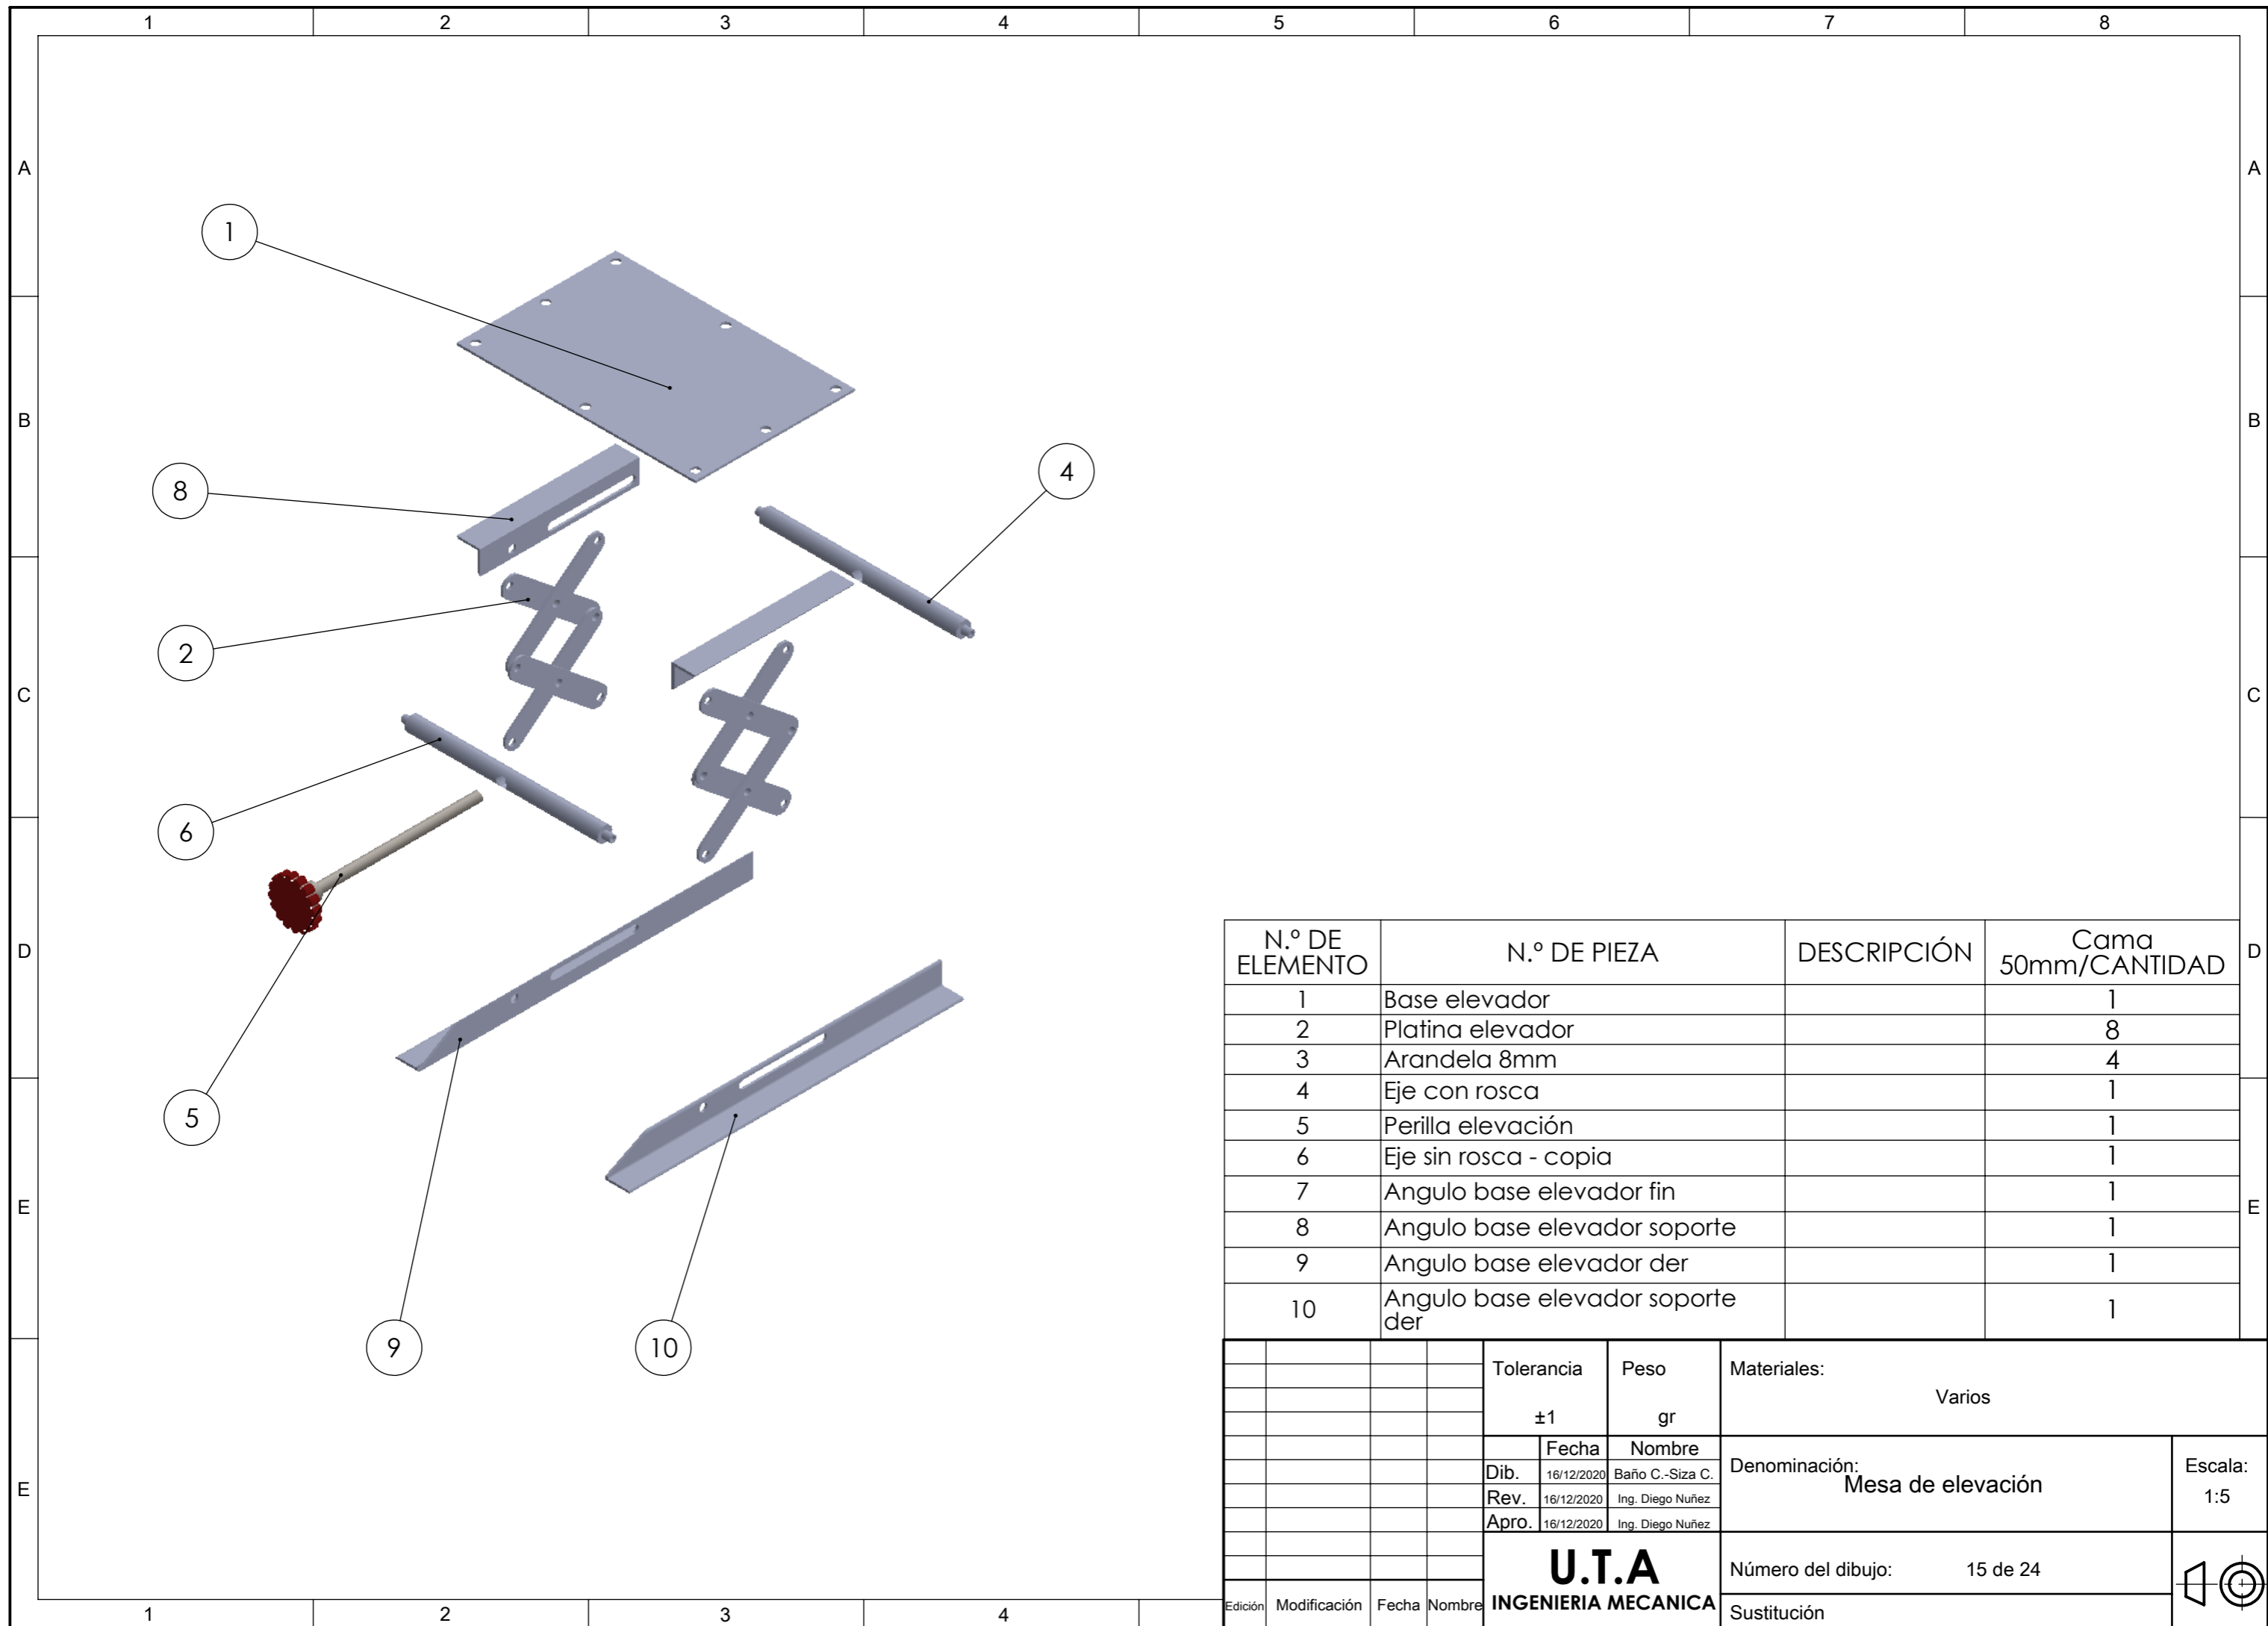 1 2 3 4 5 6 7 8
A A
1
B B
8
4
2
C C
6
5
D D
9
10
E E
E
N.º DE ELEMENTO N.º DE PIEZA DESCRIPCIÓN Cama 50mm/CANTIDAD
1 Base elevador 1
2 Platina elevador 8
3 Arandela 8mm 4
4 Eje con rosca 1
5 Perilla elevación 1
6 Eje sin rosca - copia 1
7 Angulo base elevador fin 1
8 Angulo base elevador soporte 1
9 Angulo base elevador der 1
10 Angulo base elevador soporte der 1
Tolerancia Peso Materiales:
Varios
±1 gr
Fecha Nombre
Dib. 16/12/2020 Baño C.-Siza C.
Rev. 16/12/2020 Ing. Diego Nuñez
Apro. 16/12/2020 Ing. Diego Nuñez
Denominación:
Mesa de elevación
Escala:
1:5
U.T.A
INGENIERIA MECANICA
Número del dibujo: 15 de 24
Sustitución
Edición Modificación Fecha Nombre
1 2 3 4